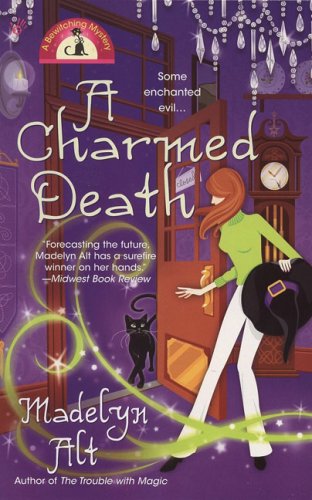 A Bewitching Mystery
Some
enchanted
evil...
A
Charmed
Death
"Forecasting the future,
Madelyn Alt has a surefire
winner on her hands."
—Midwest Book Review
Madelyn
Alt
Author of The Trouble with Magic